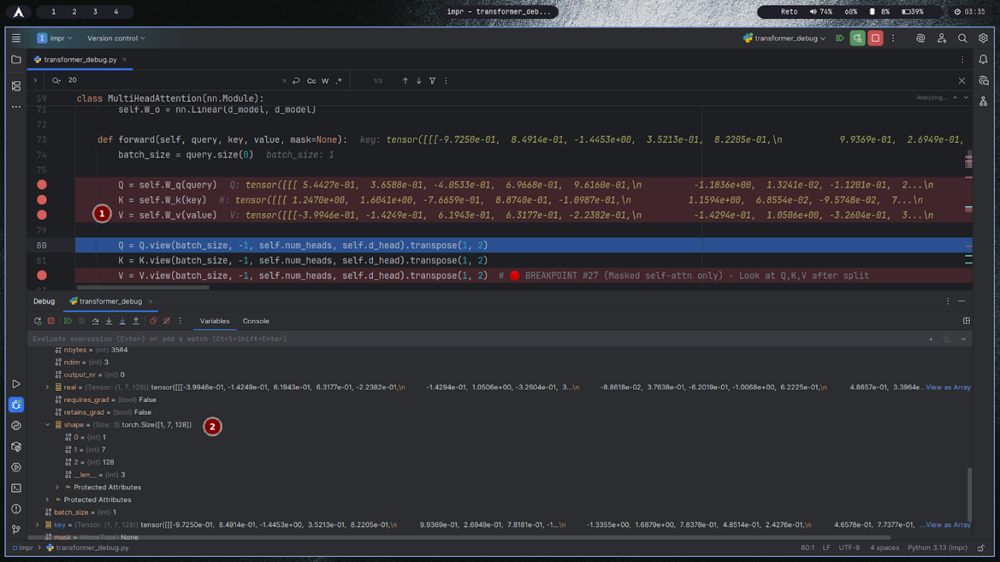 1 2 3 4 impr - transformer_deb... Reto 74% 60% 8% 39% 03:35
I impr Version control transformer_debug
transformer_debug.py ×
20 × Cc W .* 1/3
59 class MultiHeadAttention(nn.Module): Analyzing...
71 self.W_o = nn.Linear(d_model, d_model)
72
73 def forward(self, query, key, value, mask=None): key: tensor([[[-9.7250e-01, 8.4914e-01, -1.4453e+00, 3.5213e-01, 8.2205e-01,\n 9.9369e-01, 2.6949e-01,
74 batch_size = query.size(0) batch_size: 1
75
Q = self.W_q(query) Q: tensor([[[ 5.4427e-01, 3.6588e-01, -4.0533e-01, 6.9668e-01, 9.6160e-01,\n -1.1836e+00, 1.3241e-02, -1.1201e-01, 2...\n
K = self.W_k(key) K: tensor([[[ 1.2470e+00, 1.6041e+00, -7.6659e-01, 8.8740e-01, -1.0987e-01,\n 1.1594e+00, 6.8554e-02, -9.5748e-02, 7...\n
1 V = self.W_v(value) V: tensor([[[-3.9946e-01, -1.4249e-01, 6.1943e-01, 6.3177e-01, -2.2382e-01,\n -1.4294e-01, 1.0506e+00, -3.2604e-01, 3...\n
79
80 Q = Q.view(batch_size, -1, self.num_heads, self.d_head).transpose(1, 2)
81 K = K.view(batch_size, -1, self.num_heads, self.d_head).transpose(1, 2)
V = V.view(batch_size, -1, self.num_heads, self.d_head).transpose(1, 2) # 🔴 BREAKPOINT #27 (Masked self-attn only) - Look at Q,K,V after split
Debug transformer_debug ×
Variables Console
Evaluate expression (Enter) or add a watch (Ctrl+Shift+Enter)
nbytes = {int} 3584
ndim = {int} 3
output_nr = {int} 0
real = {Tensor: (1, 7, 128)} tensor([[[-3.9946e-01, -1.4249e-01, 6.1943e-01, 6.3177e-01, -2.2382e-01,\n -1.4294e-01, 1.0506e+00, -3.2604e-01, 3...\n -8.8618e-02, 3.7638e-01, -6.2019e-01, -1.0068e+00, 6.2225e-01,\n 4.8657e-01, 3.3964e...View as Array
requires_grad = {bool} False
retains_grad = {bool} False
shape = {Size: 3} torch.Size([1, 7, 128]) 2
0 = {int} 1
1 = {int} 7
2 = {int} 128
__len__ = {int} 3
Protected Attributes
Protected Attributes
batch_size = {int} 1
key = {Tensor: (1, 7, 128)} tensor([[[-9.7250e-01, 8.4914e-01, -1.4453e+00, 3.5213e-01, 8.2205e-01,\n 9.9369e-01, 2.6949e-01, 7.8181e-01, -1...\n -1.3355e+00, 1.6879e+00, 7.8378e-01, 4.8514e-01, 2.4276e-01,\n 4.6578e-01, 7.7377e-01, ...View as Array
mask = {NoneType} None
impr > transformer_debug.py 80:1 LF UTF-8 4 spaces Python 3.13 (impr)